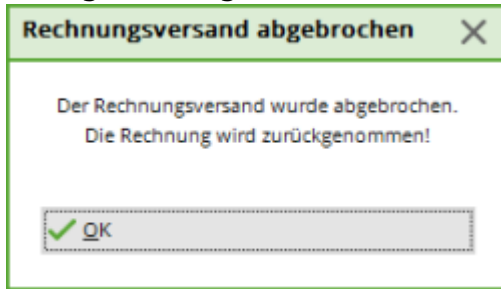 Rechnungsversand abgebrochen
Der Rechnungsversand wurde abgebrochen.
Die Rechnung wird zurückgenommen!
OK